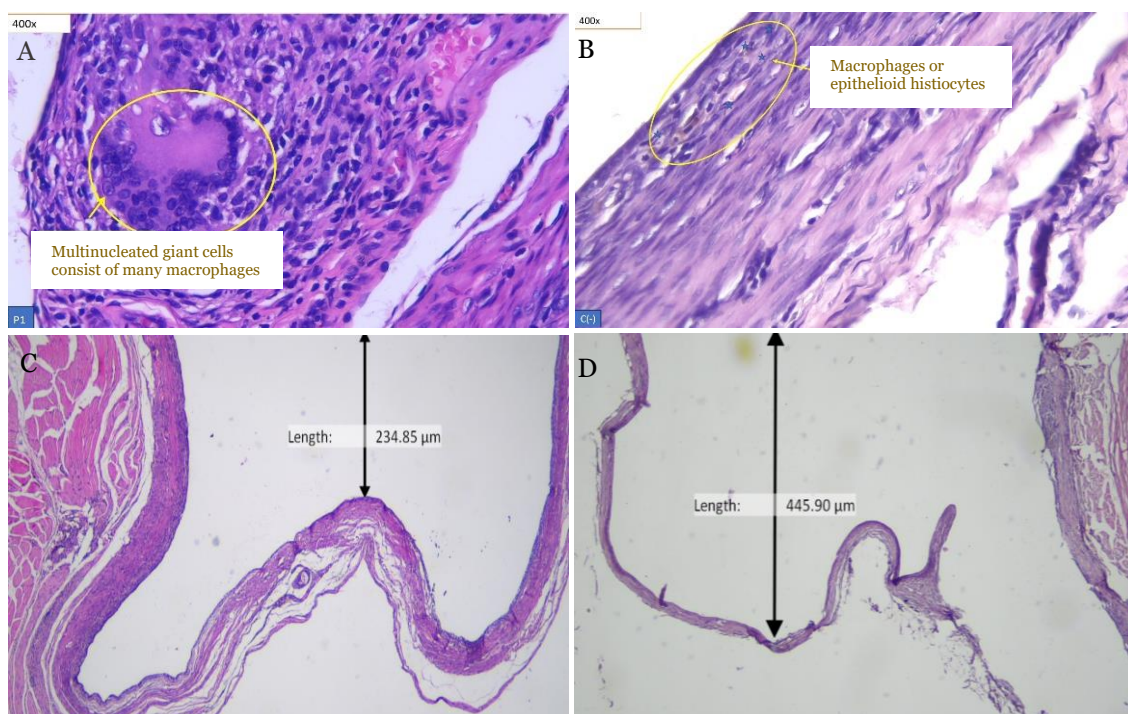 400x
A
Multinucleated giant cells
consist of many macrophages
P1
400x
B
Macrophages or
epithelioid histiocytes
C(-)
C
Length: 234.85 µm
D
Length: 445.90 µm